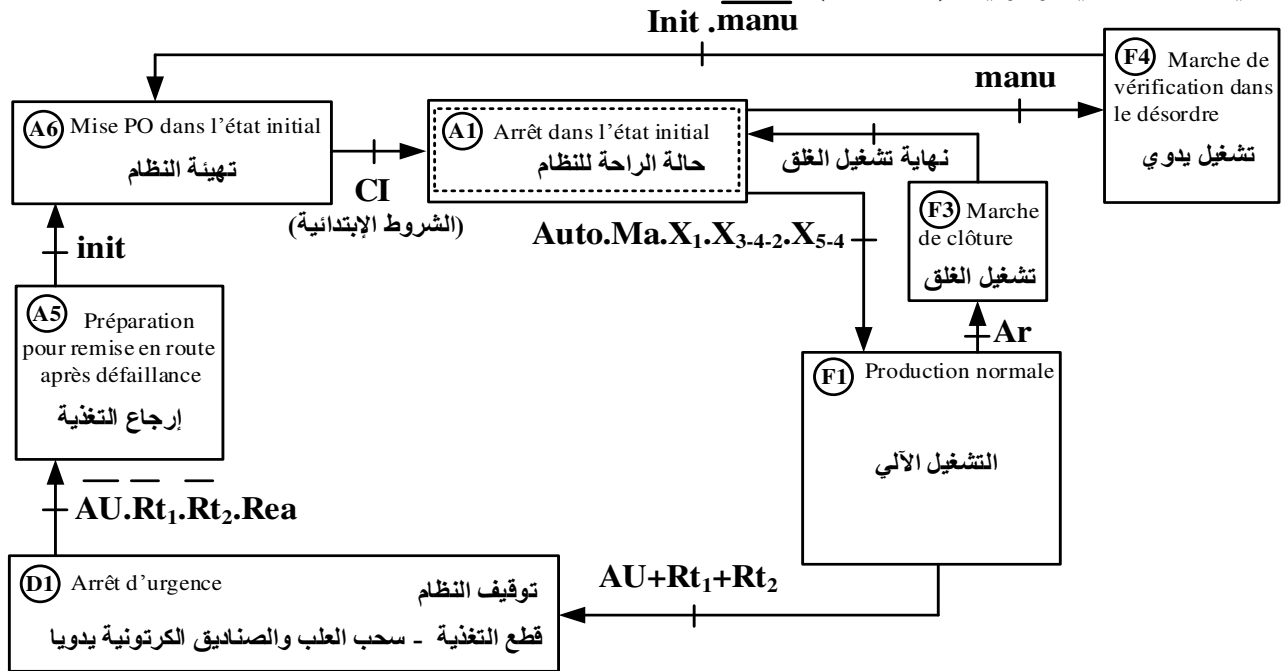 Init .manu
F4 Marche de
vérification dans
le désordre
تشغيل يدوي
manu
A6 Mise PO dans l'état initial
تهيئة النظام
A1 Arrêt dans l'état initial
حالة الراحة للنظام
نهاية تشغيل الغلق
CI
(الشروط الإبتدائية)
F3 Marche
de clôture
تشغيل الغلق
Auto.Ma.X1.X3-4-2.X5-4
init
A5 Préparation
pour remise en route
après défaillance
إرجاع التغذية
Ar
F1 Production normale
التشغيل الآلي
AU.Rt1.Rt2.Rea
D1 Arrêt d'urgence
توقيف النظام
قطع التغذية - سحب العلب والصناديق الكرتونية يدويا
AU+Rt1+Rt2